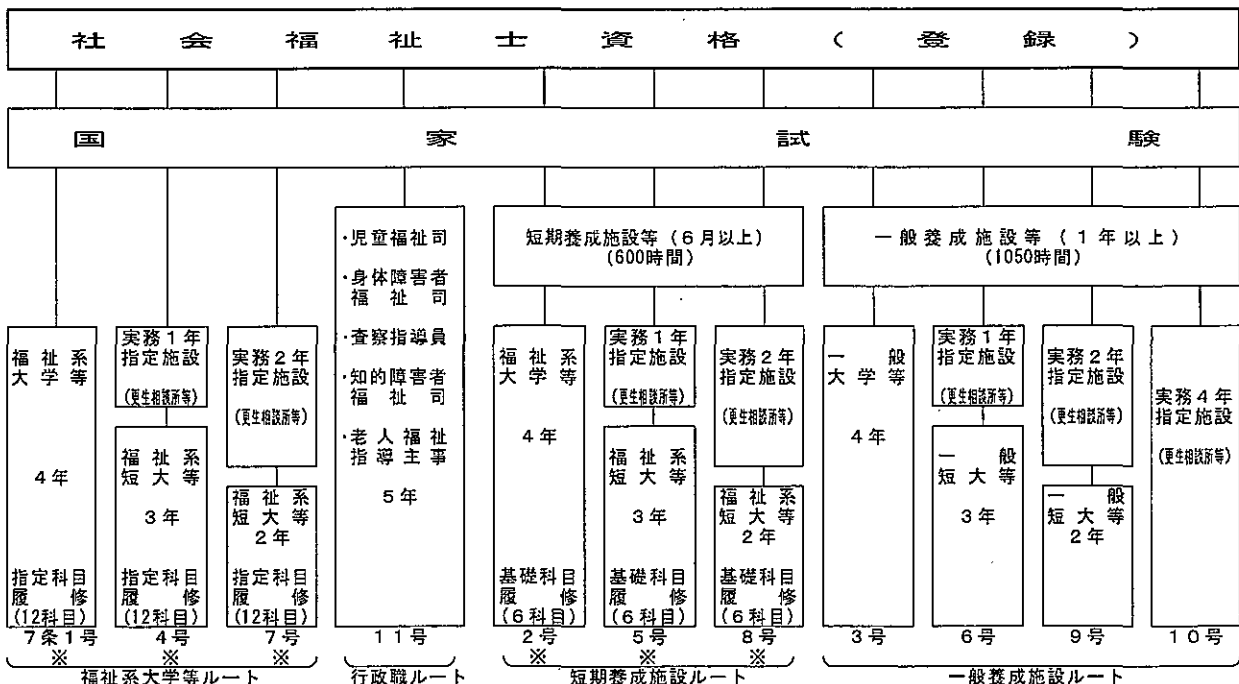 社会福祉士資格(登録)
国家試験
福祉系
大学等
4年
指定科目
履修
(12科目)
7条1号
※
実務1年
指定施設
(更生相談所等)
福祉系
短大等
3年
指定科目
履修
(12科目)
4号
※
実務2年
指定施設
(更生相談所等)
福祉系
短大等
2年
指定科目
履修
(12科目)
7号
※
福祉系大学等ルート
・児童福祉司
・身体障害者
福祉司
・査察指導員
・知的障害者
福祉司
・老人福祉
指導主事
5年
11号
行政職ルート
短期養成施設等(6月以上)
(600時間)
福祉系
大学等
4年
基礎科目
履修
(6科目)
2号
※
実務1年
指定施設
(更生相談所等)
福祉系
短大等
3年
基礎科目
履修
(6科目)
5号
※
実務2年
指定施設
(更生相談所等)
福祉系
短大等
2年
基礎科目
履修
(6科目)
8号
※
短期養成施設ルート
一般養成施設等(1年以上)
(1050時間)
一般
大学等
4年
3号
実務1年
指定施設
(更生相談所等)
一般
短大等
3年
6号
実務2年
指定施設
(更生相談所等)
一般
短大等
2年
9号
実務4年
指定施設
(更生相談所等)
10号
一般養成施設ルート